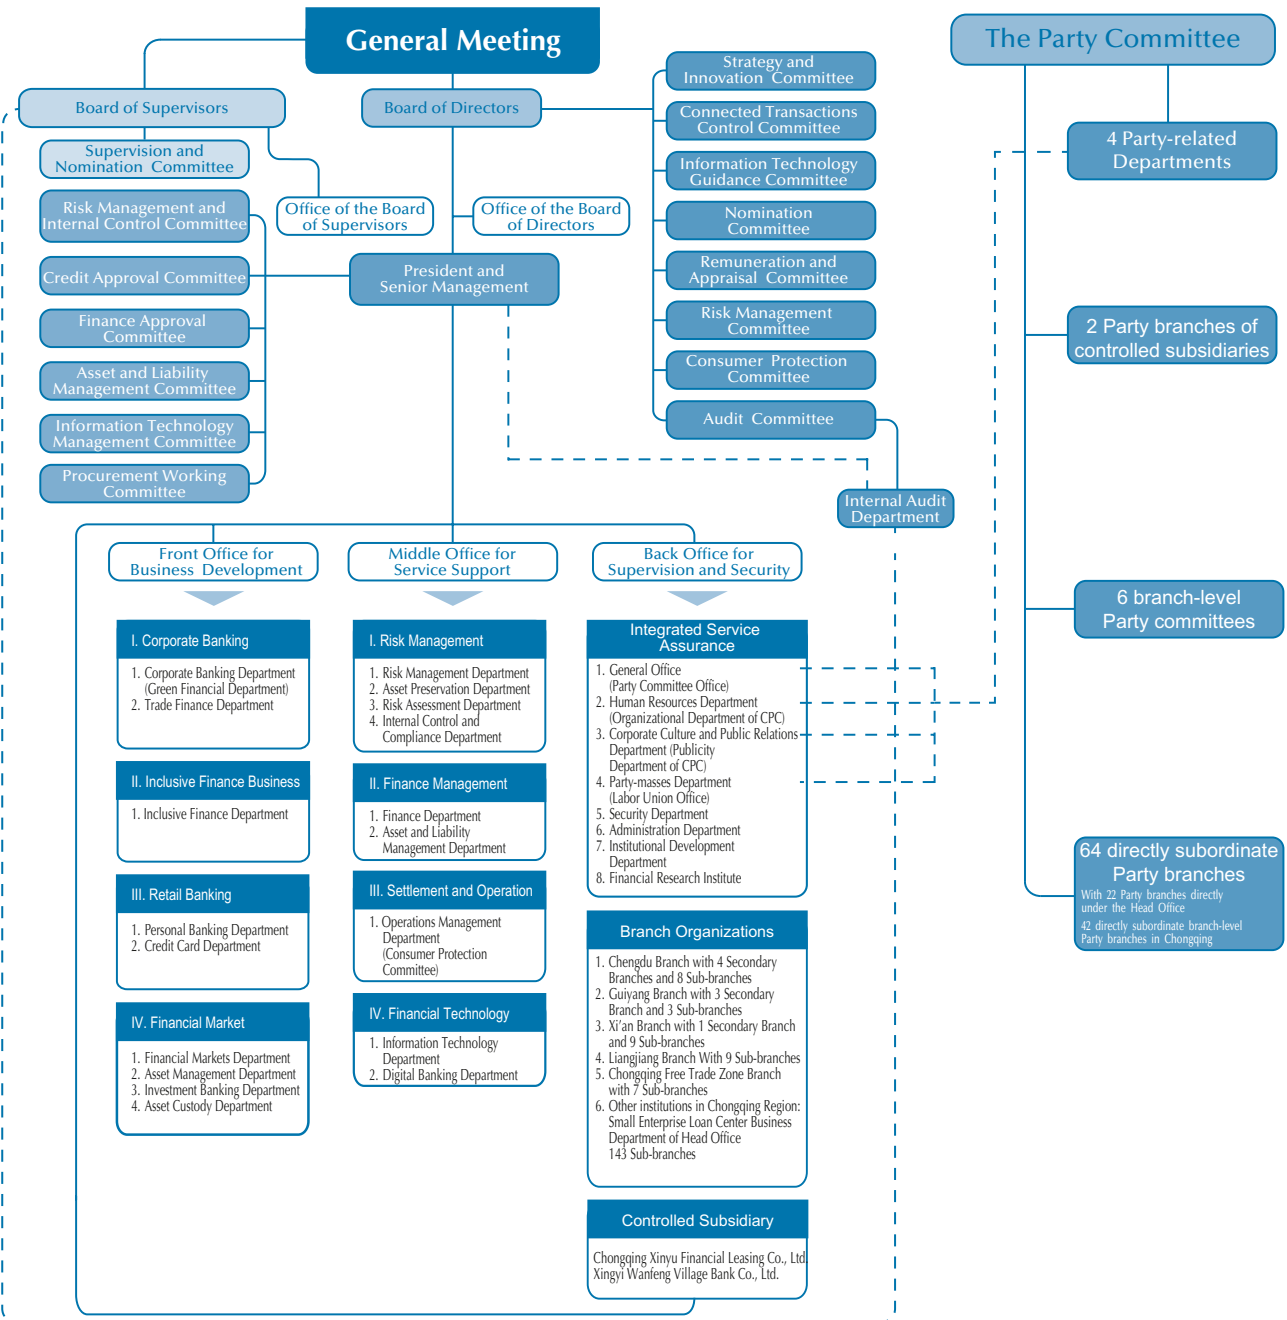 General Meeting
The Party Committee
Board of Supervisors
Board of Directors
Supervision and
Nomination Committee
Office of the Board
of Supervisors
Office of the Board
of Directors
Risk Management and
Internal Control Committee
Credit Approval Committee
Finance Approval
Committee
Asset and Liability
Management Committee
Information Technology
Management Committee
Procurement Working
Committee
President and
Senior Management
Strategy and
Innovation Committee
Connected Transactions
Control Committee
Information Technology
Guidance Committee
Nomination
Committee
Remuneration and
Appraisal Committee
Risk Management
Committee
Consumer Protection
Committee
Audit Committee
Internal Audit
Department
4 Party-related
Departments
2 Party branches of
controlled subsidiaries
6 branch-level
Party committees
64 directly subordinate
Party branches
With 22 Party branches directly
under the Head Office
42 directly subordinate branch-level
Party branches in Chongqing
Front Office for
Business Development
I. Corporate Banking
1. Corporate Banking Department
(Green Financial Department)
2. Trade Finance Department
II. Inclusive Finance Business
1. Inclusive Finance Department
III. Retail Banking
1. Personal Banking Department
2. Credit Card Department
IV. Financial Market
1. Financial Markets Department
2. Asset Management Department
3. Investment Banking Department
4. Asset Custody Department
Middle Office for
Service Support
I. Risk Management
1. Risk Management Department
2. Asset Preservation Department
3. Risk Assessment Department
4. Internal Control and
Compliance Department
II. Finance Management
1. Finance Department
2. Asset and Liability
Management Department
III. Settlement and Operation
1. Operations Management
Department
(Consumer Protection
Committee)
IV. Financial Technology
1. Information Technology
Department
2. Digital Banking Department
Back Office for
Supervision and Security
Integrated Service
Assurance
1. General Office
(Party Committee Office)
2. Human Resources Department
(Organizational Department of CPC)
3. Corporate Culture and Public Relations
Department (Publicity
Department of CPC)
4. Party-masses Department
(Labor Union Office)
5. Security Department
6. Administration Department
7. Institutional Development
Department
8. Financial Research Institute
Branch Organizations
1. Chengdu Branch with 4 Secondary
Branches and 8 Sub-branches
2. Guiyang Branch with 3 Secondary
Branch and 3 Sub-branches
3. Xi’an Branch with 1 Secondary Branch
and 9 Sub-branches
4. Liangjiang Branch With 9 Sub-branches
5. Chongqing Free Trade Zone Branch
with 7 Sub-branches
6. Other institutions in Chongqing Region:
Small Enterprise Loan Center Business
Department of Head Office
143 Sub-branches
Controlled Subsidiary
Chongqing Xinyu Financial Leasing Co., Ltd.
Xingyi Wanfeng Village Bank Co., Ltd.